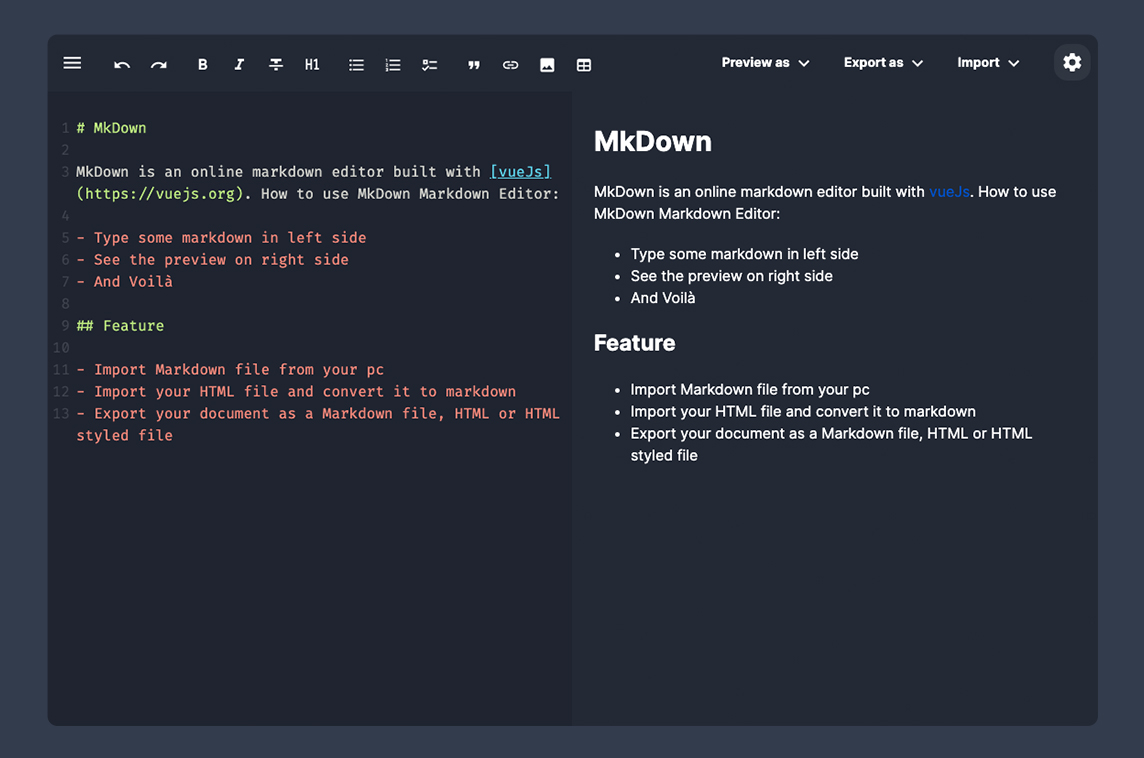 B I H1 Preview as Export as Import
1 # MkDown
2
3 MkDown is an online markdown editor built with [vueJs]
(https://vuejs.org). How to use MkDown Markdown Editor:
4
5 - Type some markdown in left side
6 - See the preview on right side
7 - And Voilà
8
9 ## Feature
10
11 - Import Markdown file from your pc
12 - Import your HTML file and convert it to markdown
13 - Export your document as a Markdown file, HTML or HTML
styled file
MkDown
MkDown is an online markdown editor built with vueJs. How to use
MkDown Markdown Editor:
• Type some markdown in left side
• See the preview on right side
• And Voilà
Feature
• Import Markdown file from your pc
• Import your HTML file and convert it to markdown
• Export your document as a Markdown file, HTML or HTML
styled file